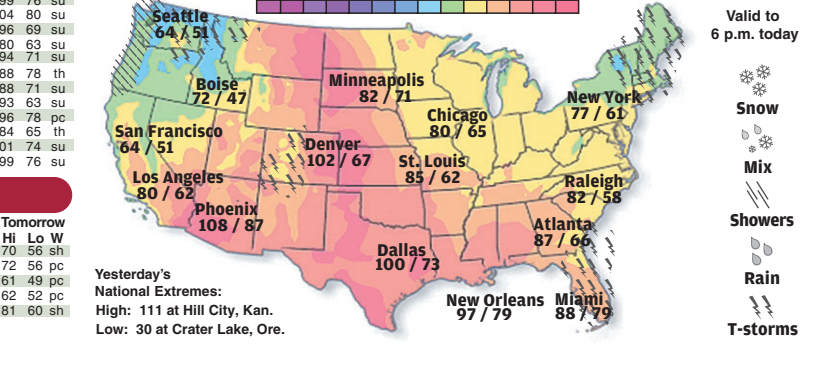 99 76 su
04 80 su
96 69 su
80 63 su
94 71 su
88 78 th
88 71 su
93 63 su
96 78 pc
84 65 th
01 74 su
99 76 su
Tomorrow
Hi Lo W
70 56 sh
72 56 pc
61 49 pc
62 52 pc
81 60 sh
Seattle
64 / 51
Boise
72 / 47
Minneapolis
82 / 71
Chicago
80 / 65
New York
77 / 61
San Francisco
64 / 51
Denver
102 / 67
St. Louis
85 / 62
Los Angeles
80 / 62
Raleigh
82 / 58
Phoenix
108 / 87
Atlanta
87 / 66
Dallas
100 / 73
New Orleans
97 / 79
Miami
88 / 79
Yesterday's
National Extremes:
High: 111 at Hill City, Kan.
Low: 30 at Crater Lake, Ore.
Valid to
6 p.m. today
Snow
Mix
Showers
Rain
T-storms